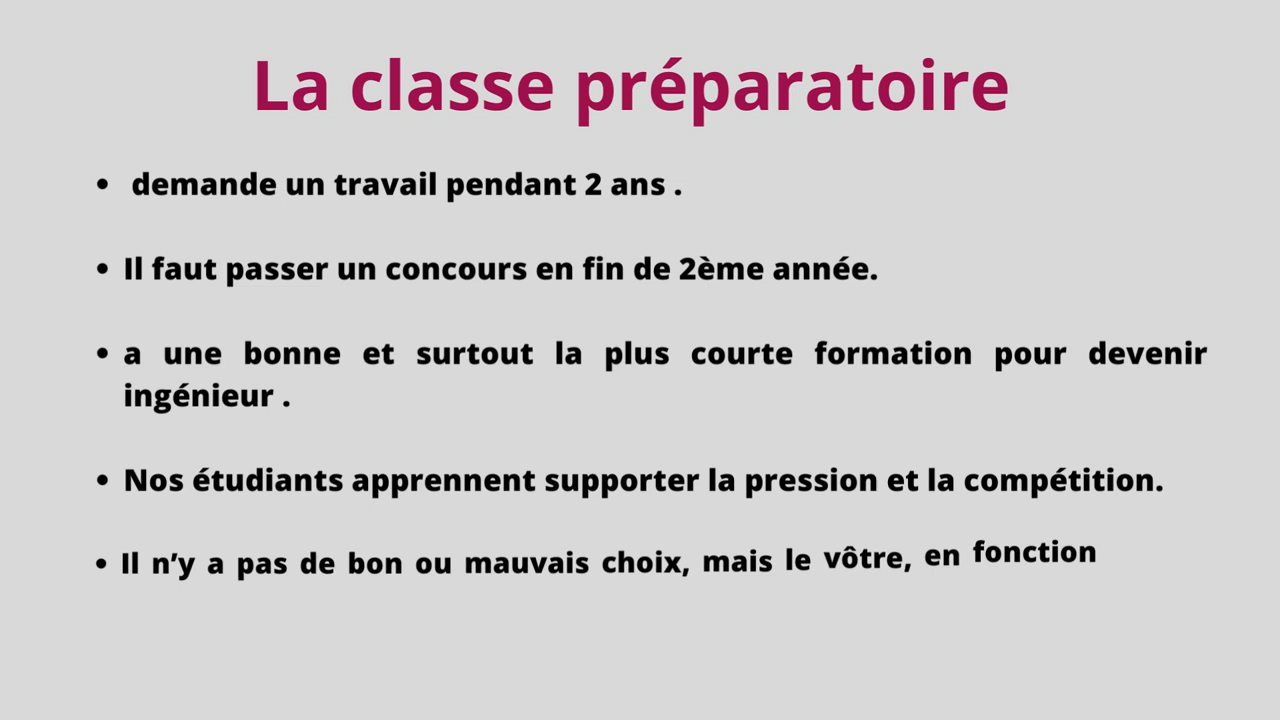 La classe préparatoire
• demande un travail pendant 2 ans .
• Il faut passer un concours en fin de 2ème année.
• a une bonne et surtout la plus courte formation pour devenir
ingénieur .
• Nos étudiants apprennent supporter la pression et la compétition.
• Il n’y a pas de bon ou mauvais choix, mais le vôtre, en fonction